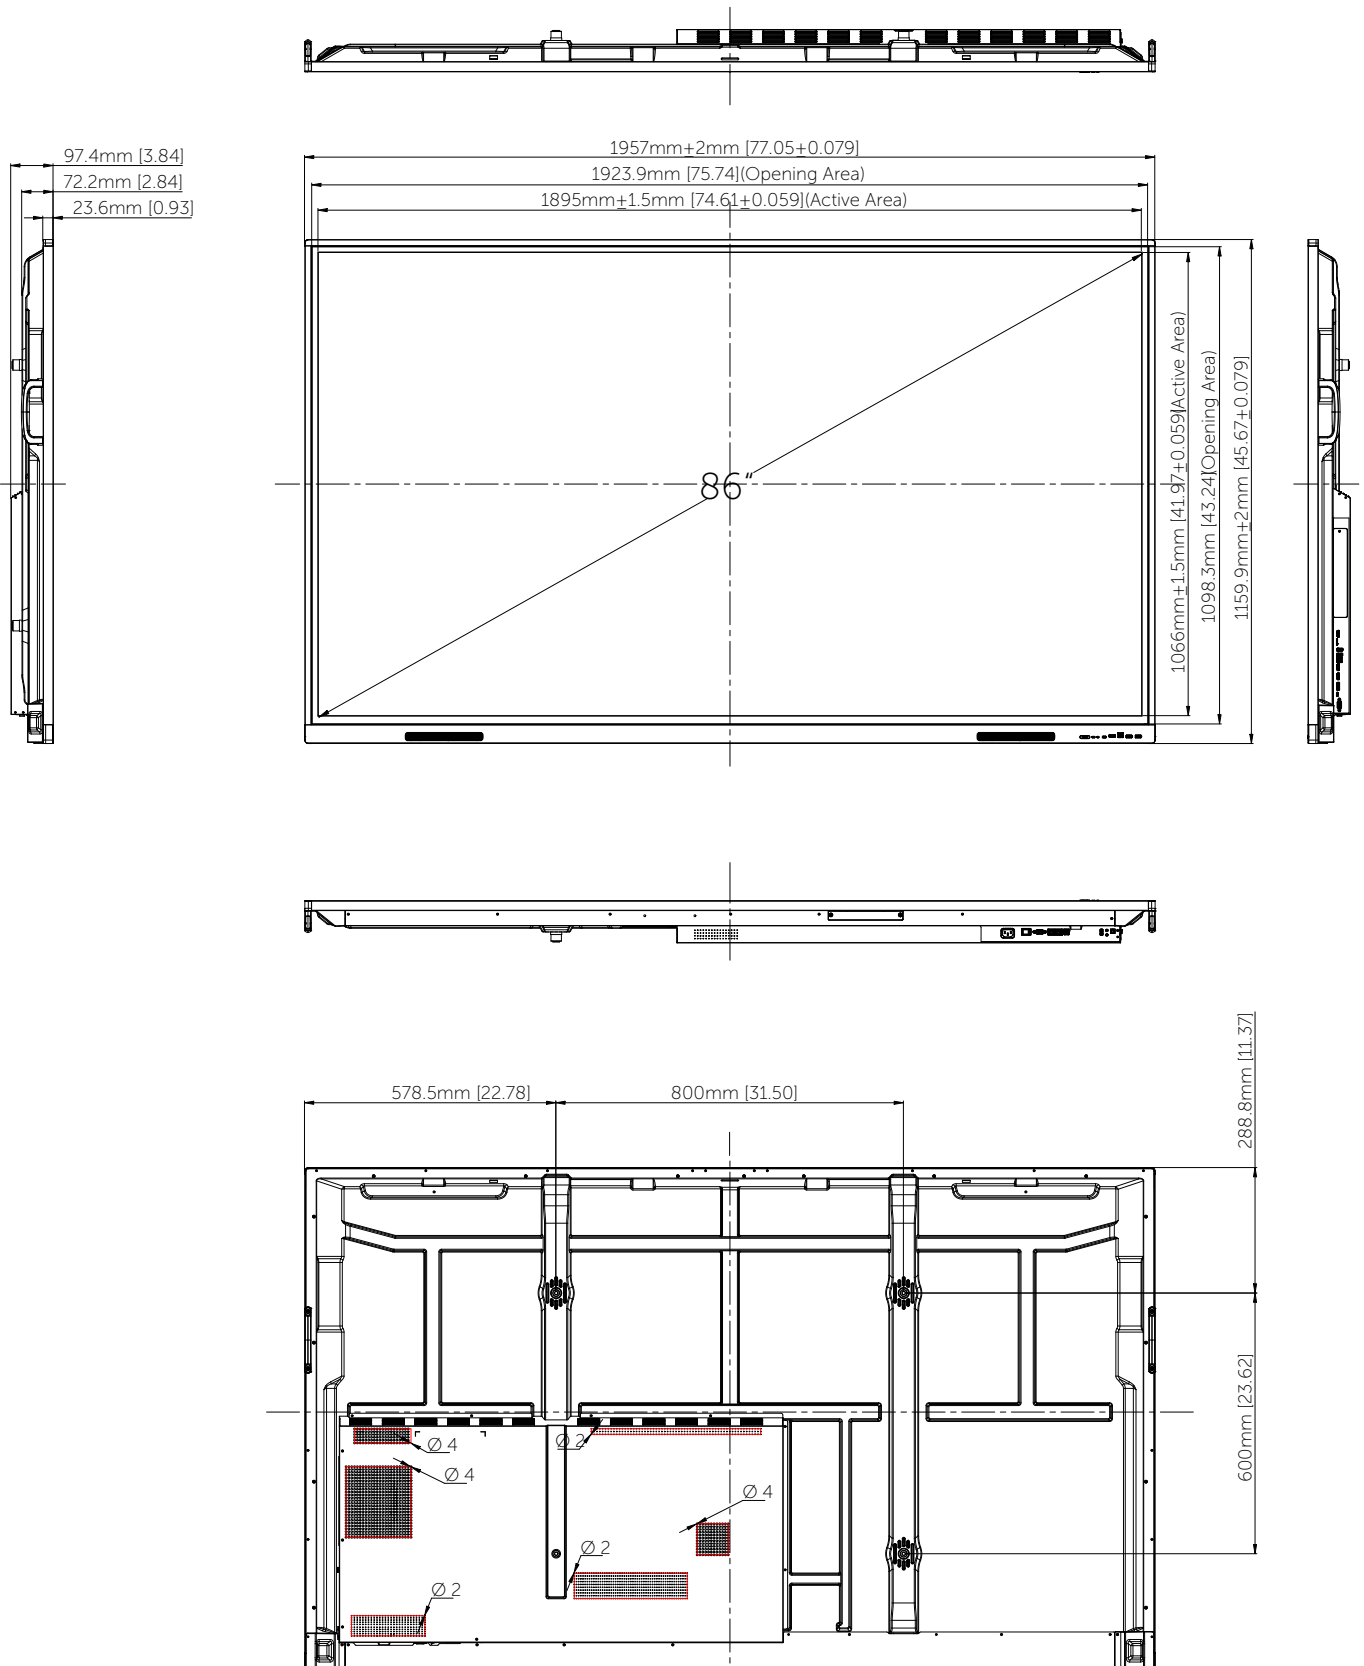 97.4mm [3.84]
72.2mm [2.84]
23.6mm [0.93]
1957mm±2mm [77.05±0.079]
1923.9mm [75.74](Opening Area)
1895mm±1.5mm [74.61±0.059](Active Area)
86"
1066mm±1.5mm [41.97±0.059](Active Area)
1098.3mm [43.24](Opening Area)
1159.9mm±2mm [45.67±0.079]
578.5mm [22.78]
800mm [31.50]
288.8mm [11.37]
600mm [23.62]
Ø 4
Ø 2
Ø 4
Ø 4
Ø 2
Ø 2